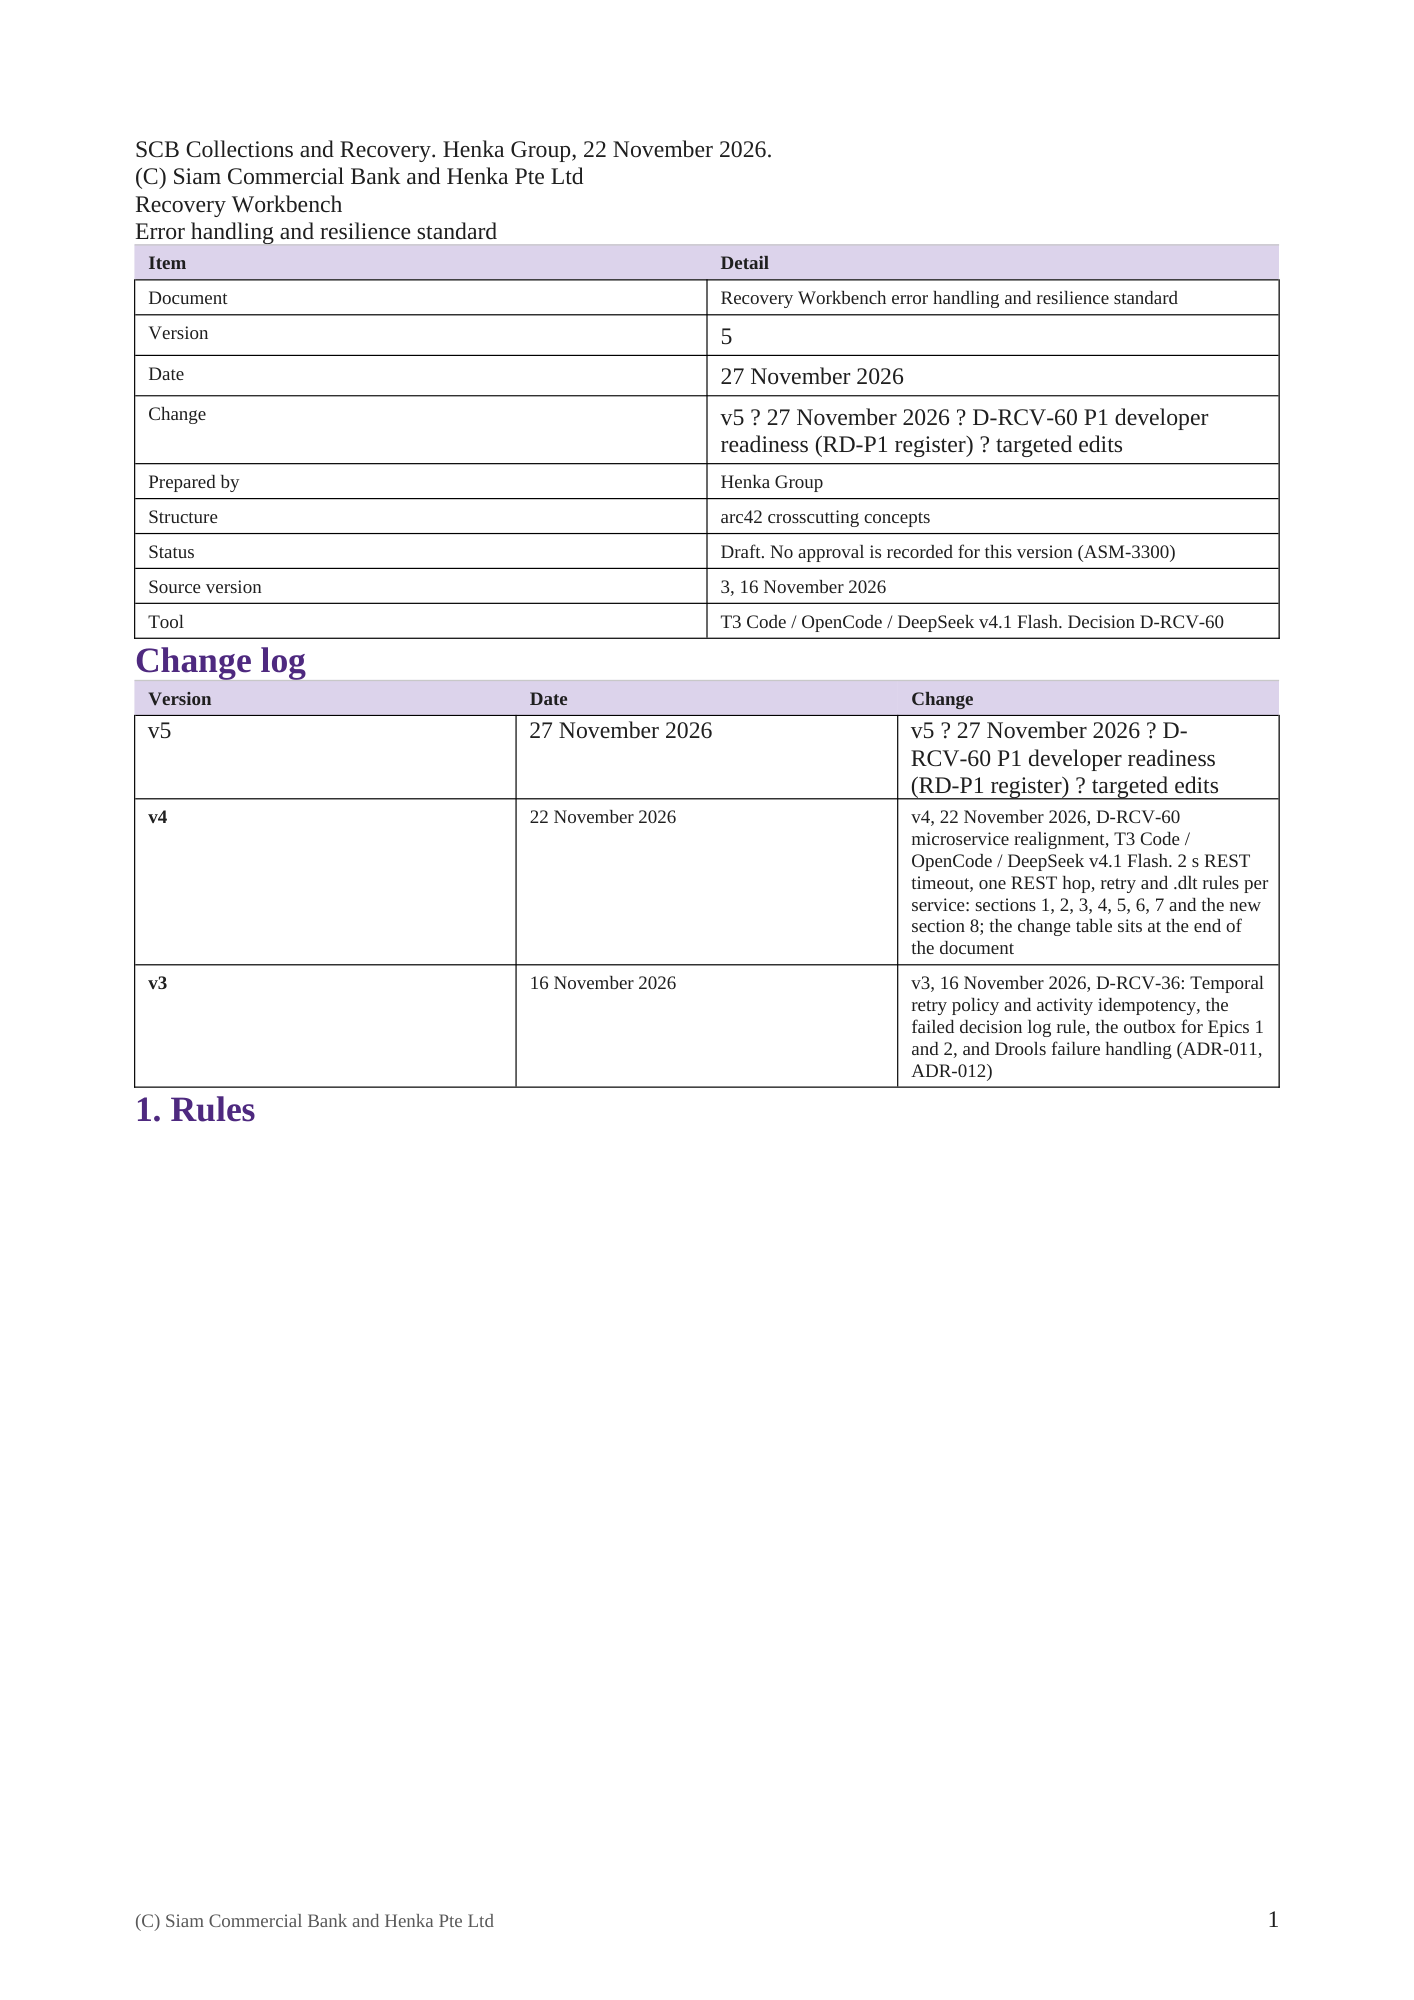 SCB Collections and Recovery. Henka Group, 22 November 2026.
(C) Siam Commercial Bank and Henka Pte Ltd
Recovery Workbench
Error handling and resilience standard
Item Detail
Document Recovery Workbench error handling and resilience standard
Version 5
Date 27 November 2026
Change v5 ? 27 November 2026 ? D-RCV-60 P1 developer
readiness (RD-P1 register) ? targeted edits
Prepared by Henka Group
Structure arc42 crosscutting concepts
Status Draft. No approval is recorded for this version (ASM-3300)
Source version 3, 16 November 2026
Tool T3 Code / OpenCode / DeepSeek v4.1 Flash. Decision D-RCV-60
Change log
Version Date Change
v5 27 November 2026 v5 ? 27 November 2026 ? D-
RCV-60 P1 developer readiness
(RD-P1 register) ? targeted edits
v4 22 November 2026 v4, 22 November 2026, D-RCV-60
microservice realignment, T3 Code /
OpenCode / DeepSeek v4.1 Flash. 2 s REST
timeout, one REST hop, retry and .dlt rules per
service: sections 1, 2, 3, 4, 5, 6, 7 and the new
section 8; the change table sits at the end of
the document
v3 16 November 2026 v3, 16 November 2026, D-RCV-36: Temporal
retry policy and activity idempotency, the
failed decision log rule, the outbox for Epics 1
and 2, and Drools failure handling (ADR-011,
ADR-012)
1. Rules
(C) Siam Commercial Bank and Henka Pte Ltd 1